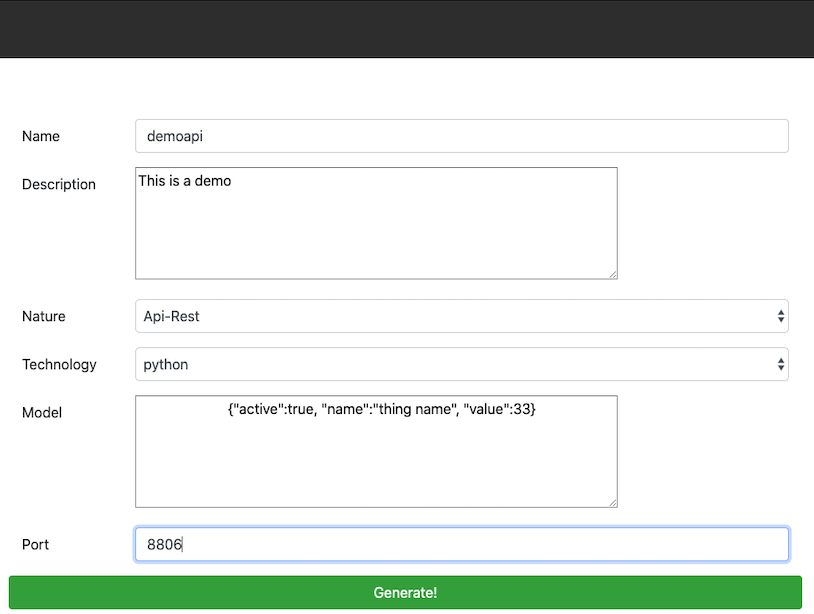 Name
demoapi
Description
This is a demo
Nature
Api-Rest
Technology
python
Model
{"active":true, "name":"thing name", "value":33}
Port
8806
Generate!